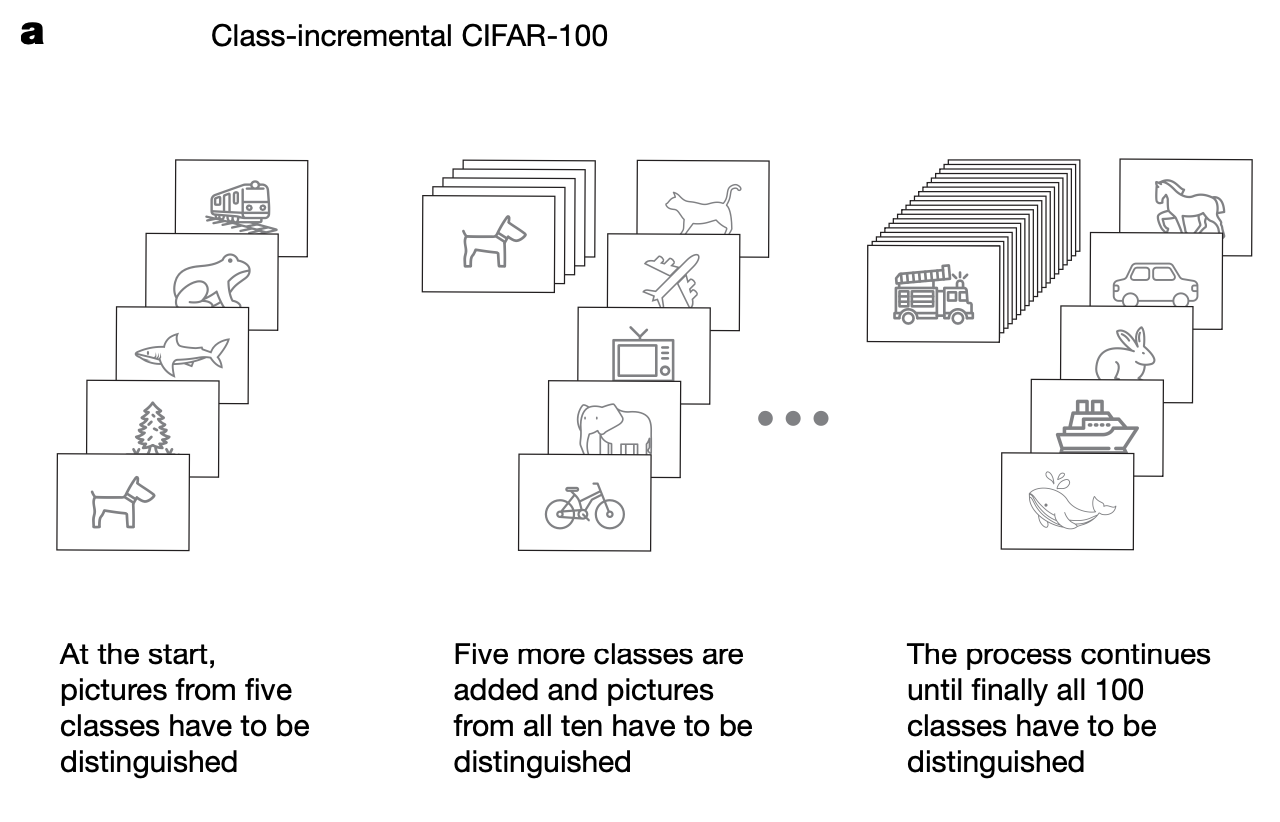 a
Class-incremental CIFAR-100
At the start,
pictures from five
classes have to be
distinguished
Five more classes are
added and pictures
from all ten have to be
distinguished
The process continues
until finally all 100
classes have to be
distinguished